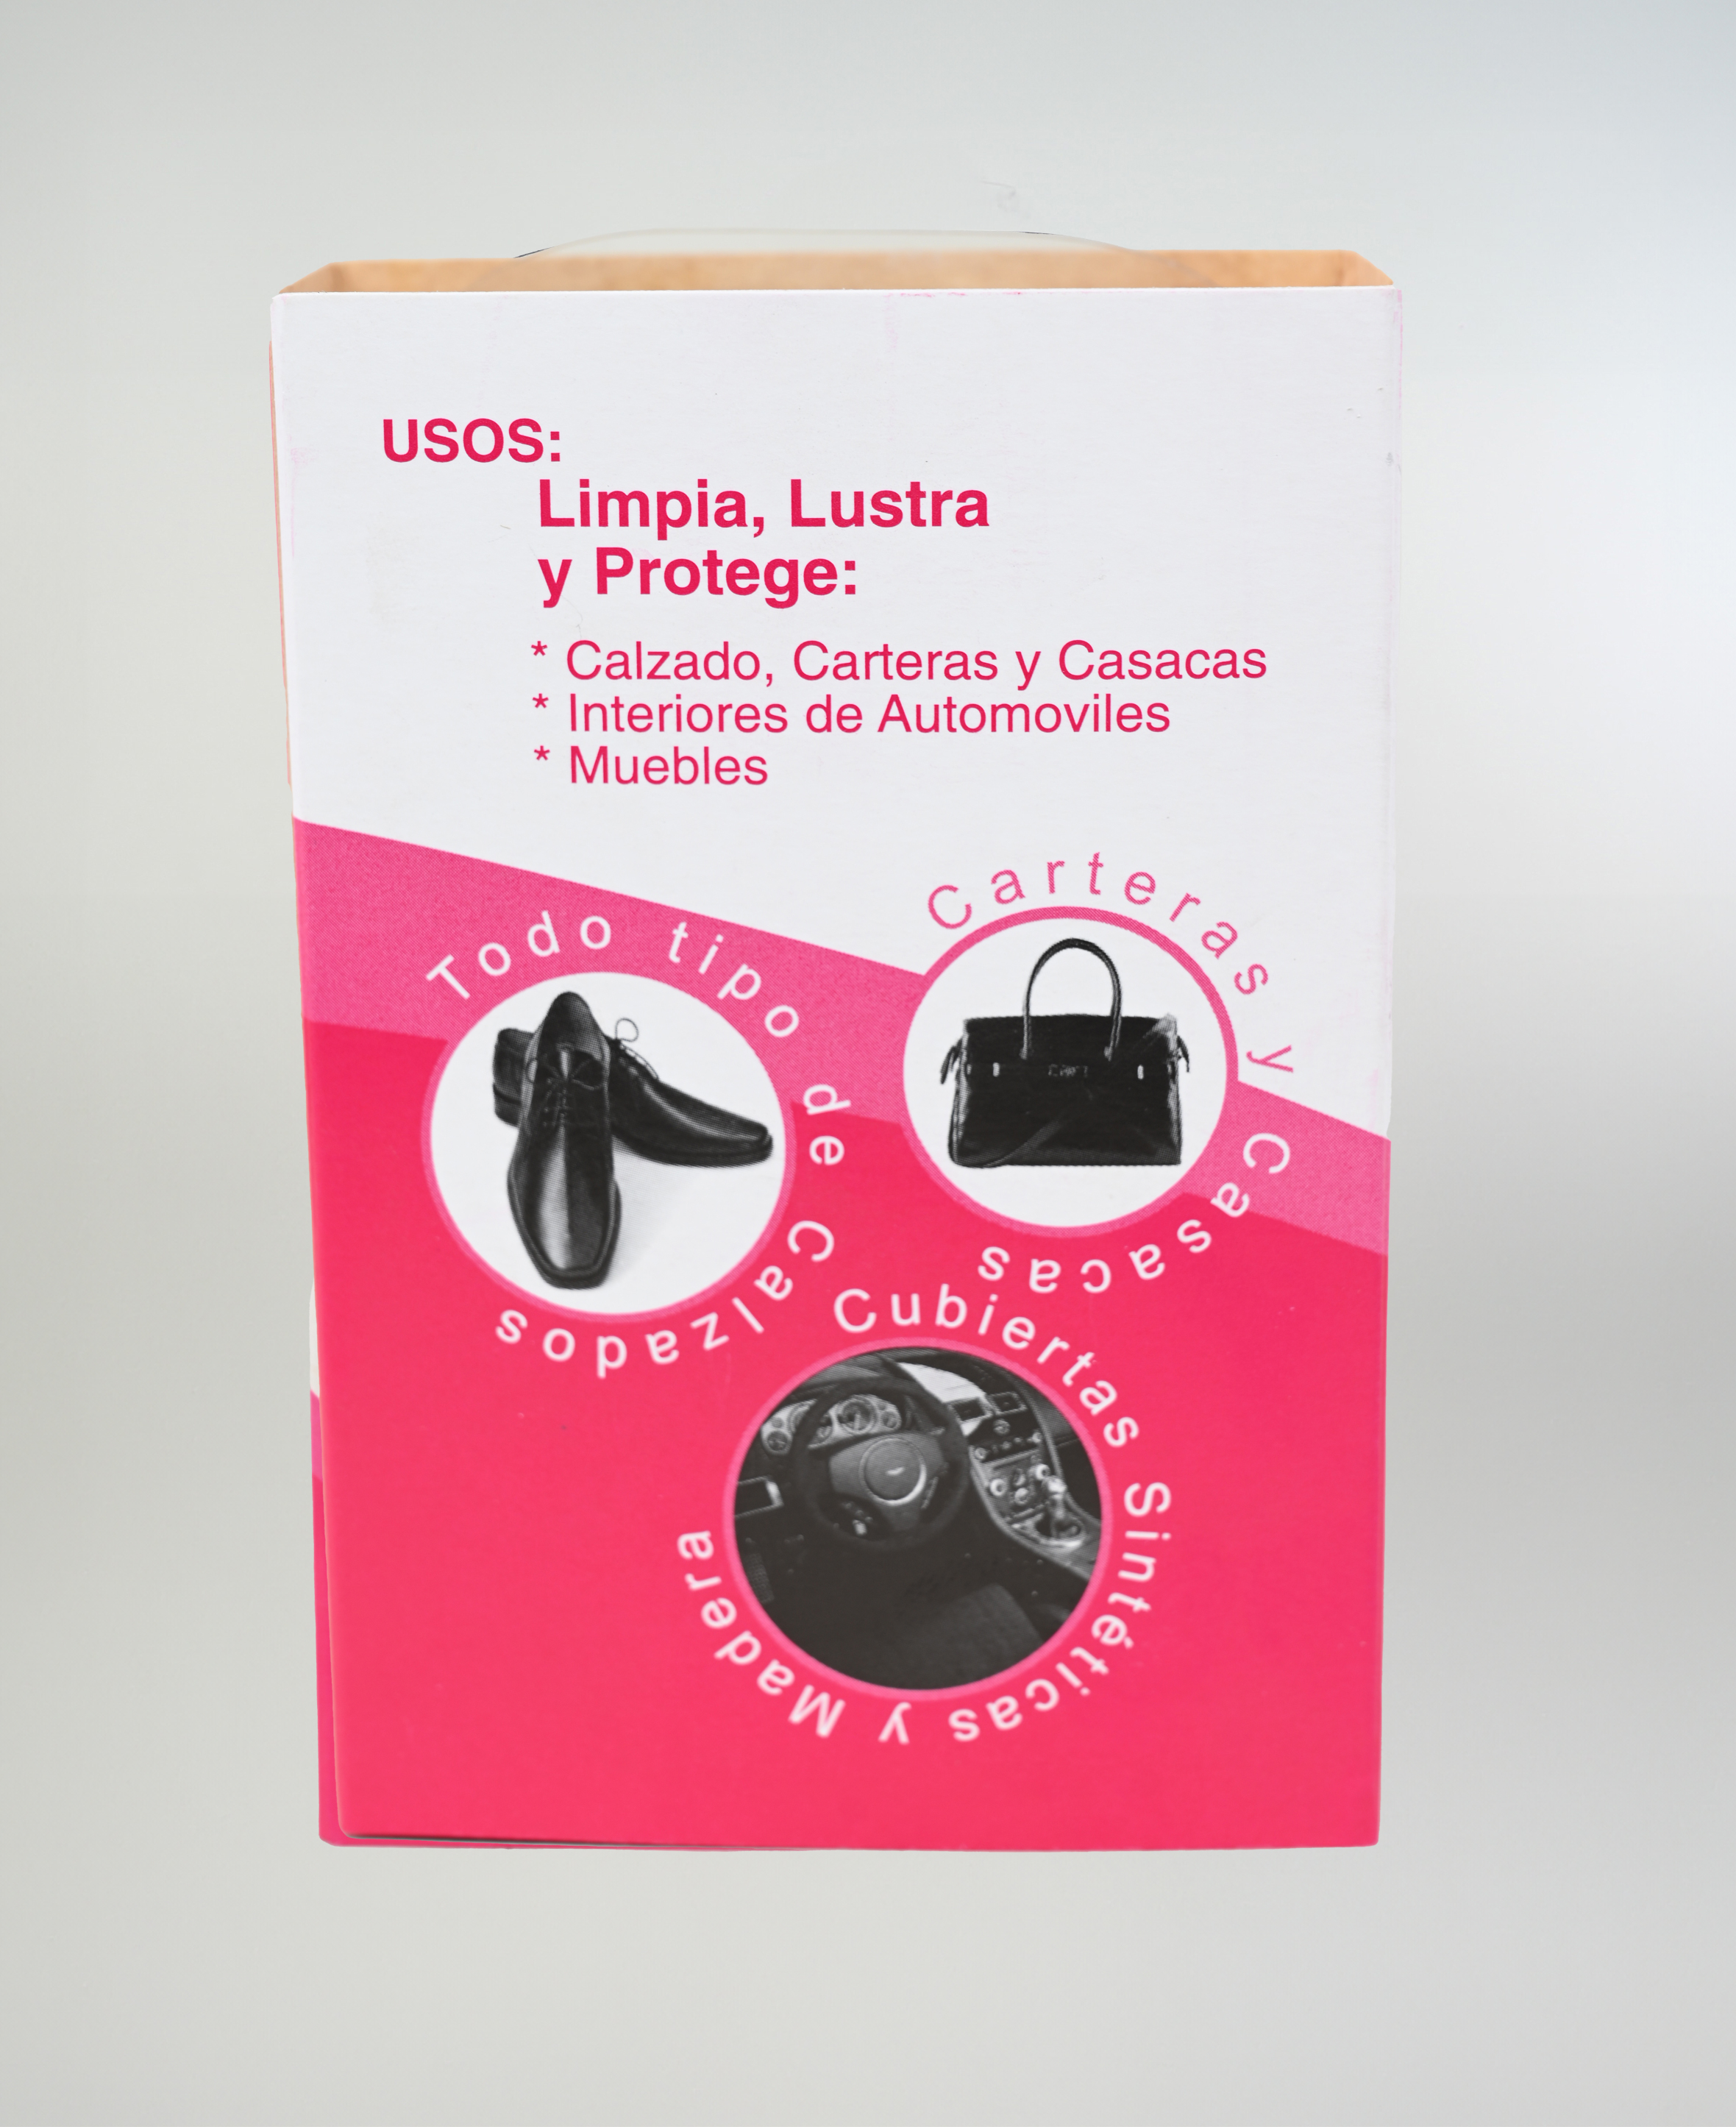 USOS:
Limpia, Lustra
y Protege:
* Calzado, Carteras y Casacas
* Interiores de Automoviles
* Muebles
Todo tipo de Calzados
Carteras y Casacas
Cubiertas Sintéticas y Madera